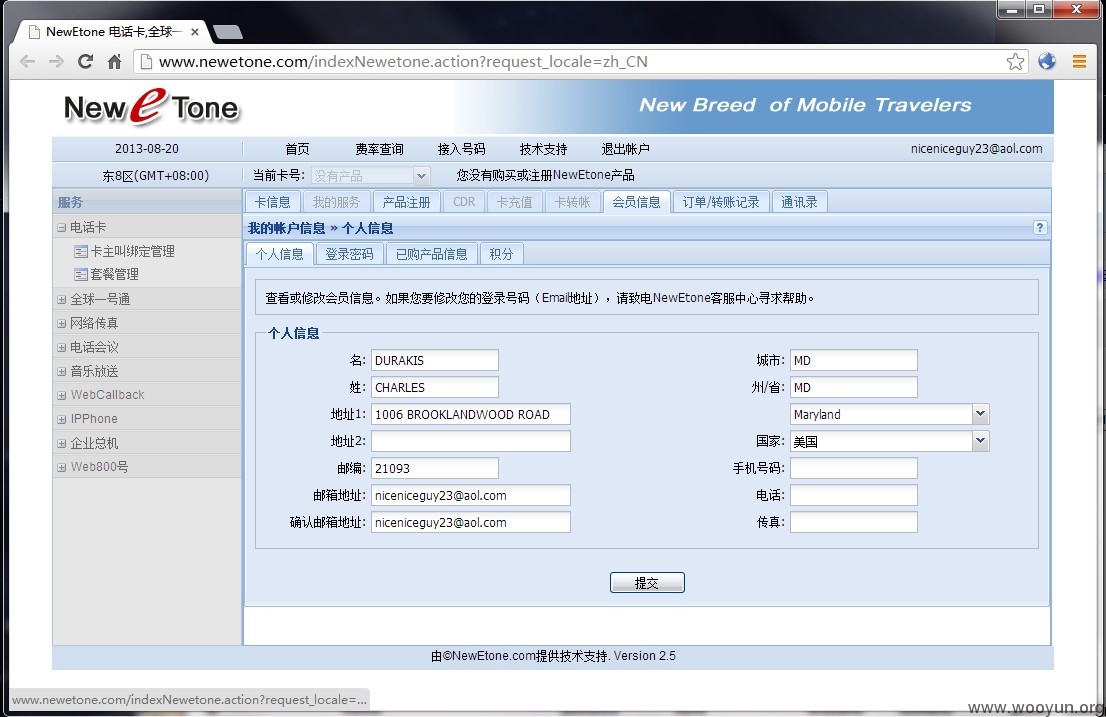 NewEtone 电话卡,全球一
www.newetone.com/indexNewetone.action?request_locale=zh_CN
New e Tone
New Breed of Mobile Travelers
2013-08-20 首页 费率查询 接入号码 技术支持 退出帐户 niceniceguy23@aol.com
东8区(GMT+08:00) 当前卡号: 没有产品 您没有购买或注册NewEtone产品
服务 卡信息 我的服务 产品注册 CDR 卡充值 卡转帐 会员信息 订单/转账记录 通讯录
电话卡
卡主叫绑定管理
套餐管理
全球一号通
网络传真
电话会议
音乐放送
WebCallback
IPPhone
企业总机
Web800号
我的帐户信息 » 个人信息 ?
个人信息 登录密码 已购产品信息 积分
查看或修改会员信息。如果您要修改您的登录号码（Email地址），请致电NewEtone客服中心寻求帮助。
个人信息
名: DURAKIS 城市: MD
姓: CHARLES 州/省: MD
地址1: 1006 BROOKLANDWOOD ROAD Maryland
地址2: 国家: 美国
邮编: 21093 手机号码:
邮箱地址: niceniceguy23@aol.com 电话:
确认邮箱地址: niceniceguy23@aol.com 传真:
提交
由©NewEtone.com提供技术支持. Version 2.5
www.newetone.com/indexNewetone.action?request_locale=...
www.wooyun.org